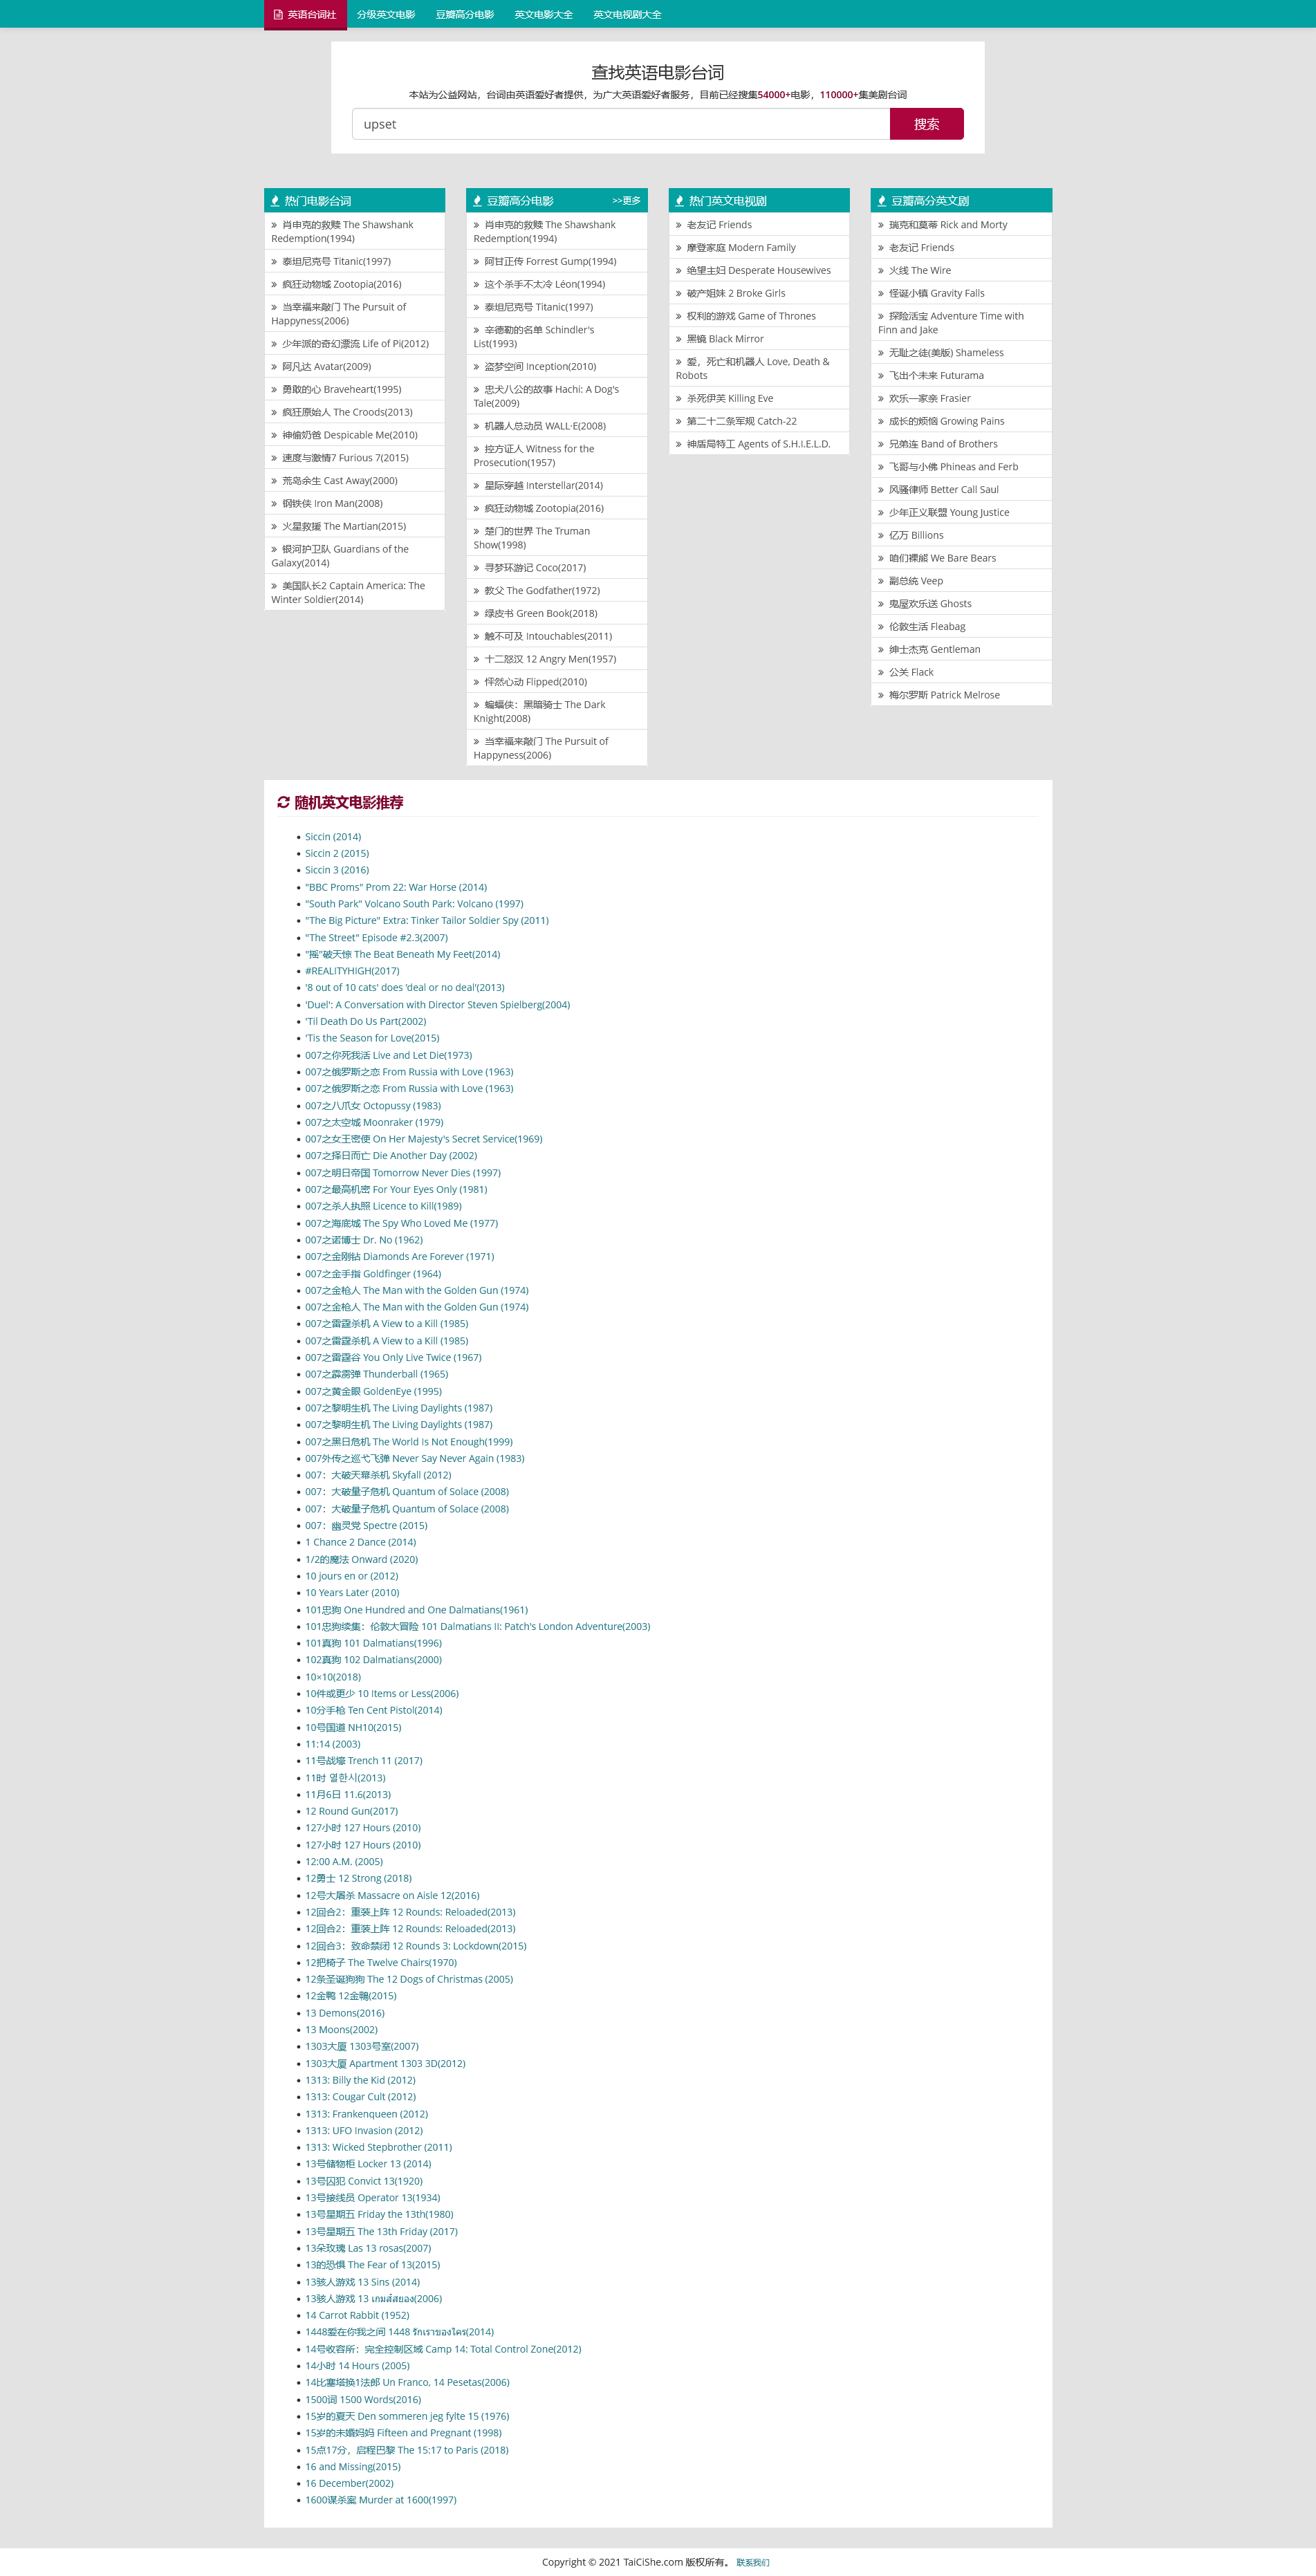 英语台词社 分级英文电影 豆瓣高分电影 英文电影大全 英文电视剧大全
查找英语电影台词
本站为公益网站，台词由英语爱好者提供，为广大英语爱好者服务，目前已经搜集54000+电影，110000+集美剧台词
upset 搜索
热门电影台词
» 肖申克的救赎 The Shawshank
Redemption(1994)
» 泰坦尼克号 Titanic(1997)
» 疯狂动物城 Zootopia(2016)
» 当幸福来敲门 The Pursuit of
Happyness(2006)
» 少年派的奇幻漂流 Life of Pi(2012)
» 阿凡达 Avatar(2009)
» 勇敢的心 Braveheart(1995)
» 疯狂原始人 The Croods(2013)
» 神偷奶爸 Despicable Me(2010)
» 速度与激情7 Furious 7(2015)
» 荒岛余生 Cast Away(2000)
» 钢铁侠 Iron Man(2008)
» 火星救援 The Martian(2015)
» 银河护卫队 Guardians of the
Galaxy(2014)
» 美国队长2 Captain America: The
Winter Soldier(2014)
豆瓣高分电影 >>更多
» 肖申克的救赎 The Shawshank
Redemption(1994)
» 阿甘正传 Forrest Gump(1994)
» 这个杀手不太冷 Léon(1994)
» 泰坦尼克号 Titanic(1997)
» 辛德勒的名单 Schindler's
List(1993)
» 盗梦空间 Inception(2010)
» 忠犬八公的故事 Hachi: A Dog's
Tale(2009)
» 机器人总动员 WALL·E(2008)
» 控方证人 Witness for the
Prosecution(1957)
» 星际穿越 Interstellar(2014)
» 疯狂动物城 Zootopia(2016)
» 楚门的世界 The Truman
Show(1998)
» 寻梦环游记 Coco(2017)
» 教父 The Godfather(1972)
» 绿皮书 Green Book(2018)
» 触不可及 Intouchables(2011)
» 十二怒汉 12 Angry Men(1957)
» 怦然心动 Flipped(2010)
» 蝙蝠侠：黑暗骑士 The Dark
Knight(2008)
» 当幸福来敲门 The Pursuit of
Happyness(2006)
热门英文电视剧
» 老友记 Friends
» 摩登家庭 Modern Family
» 绝望主妇 Desperate Housewives
» 破产姐妹 2 Broke Girls
» 权利的游戏 Game of Thrones
» 黑镜 Black Mirror
» 爱，死亡和机器人 Love, Death &
Robots
» 杀死伊芙 Killing Eve
» 第二十二条军规 Catch-22
» 神盾局特工 Agents of S.H.I.E.L.D.
豆瓣高分英文剧
» 瑞克和莫蒂 Rick and Morty
» 老友记 Friends
» 火线 The Wire
» 怪诞小镇 Gravity Falls
» 探险活宝 Adventure Time with
Finn and Jake
» 无耻之徒(美版) Shameless
» 飞出个未来 Futurama
» 欢乐一家亲 Frasier
» 成长的烦恼 Growing Pains
» 兄弟连 Band of Brothers
» 飞哥与小佛 Phineas and Ferb
» 风骚律师 Better Call Saul
» 少年正义联盟 Young Justice
» 亿万 Billions
» 咱们裸熊 We Bare Bears
» 副总统 Veep
» 鬼屋欢乐送 Ghosts
» 伦敦生活 Fleabag
» 绅士杰克 Gentleman
» 公关 Flack
» 梅尔罗斯 Patrick Melrose
随机英文电影推荐
Siccin (2014)
Siccin 2 (2015)
Siccin 3 (2016)
"BBC Proms" Prom 22: War Horse (2014)
"South Park" Volcano South Park: Volcano (1997)
"The Big Picture" Extra: Tinker Tailor Soldier Spy (2011)
"The Street" Episode #2.3(2007)
"摇"破天惊 The Beat Beneath My Feet(2014)
#REALITYHIGH(2017)
'8 out of 10 cats' does 'deal or no deal'(2013)
'Duel': A Conversation with Director Steven Spielberg(2004)
'Til Death Do Us Part(2002)
'Tis the Season for Love(2015)
007之你死我活 Live and Let Die(1973)
007之俄罗斯之恋 From Russia with Love (1963)
007之俄罗斯之恋 From Russia with Love (1963)
007之八爪女 Octopussy (1983)
007之太空城 Moonraker (1979)
007之女王密使 On Her Majesty's Secret Service(1969)
007之择日而亡 Die Another Day (2002)
007之明日帝国 Tomorrow Never Dies (1997)
007之最高机密 For Your Eyes Only (1981)
007之杀人执照 Licence to Kill(1989)
007之海底城 The Spy Who Loved Me (1977)
007之诺博士 Dr. No (1962)
007之金刚钻 Diamonds Are Forever (1971)
007之金手指 Goldfinger (1964)
007之金枪人 The Man with the Golden Gun (1974)
007之金枪人 The Man with the Golden Gun (1974)
007之雷霆杀机 A View to a Kill (1985)
007之雷霆杀机 A View to a Kill (1985)
007之雷霆谷 You Only Live Twice (1967)
007之霹雳弹 Thunderball (1965)
007之黄金眼 GoldenEye (1995)
007之黎明生机 The Living Daylights (1987)
007之黎明生机 The Living Daylights (1987)
007之黑日危机 The World Is Not Enough(1999)
007外传之巡弋飞弹 Never Say Never Again (1983)
007：大破天幕杀机 Skyfall (2012)
007：大破量子危机 Quantum of Solace (2008)
007：大破量子危机 Quantum of Solace (2008)
007：幽灵党 Spectre (2015)
1 Chance 2 Dance (2014)
1/2的魔法 Onward (2020)
10 jours en or (2012)
10 Years Later (2010)
101忠狗 One Hundred and One Dalmatians(1961)
101忠狗续集：伦敦大冒险 101 Dalmatians II: Patch's London Adventure(2003)
101真狗 101 Dalmatians(1996)
102真狗 102 Dalmatians(2000)
10×10(2018)
10件或更少 10 Items or Less(2006)
10分手枪 Ten Cent Pistol(2014)
10号国道 NH10(2015)
11:14 (2003)
11号战壕 Trench 11 (2017)
11时 열한시(2013)
11月6日 11.6(2013)
12 Round Gun(2017)
127小时 127 Hours (2010)
127小时 127 Hours (2010)
12:00 A.M. (2005)
12勇士 12 Strong (2018)
12号大屠杀 Massacre on Aisle 12(2016)
12回合2：重装上阵 12 Rounds: Reloaded(2013)
12回合2：重装上阵 12 Rounds: Reloaded(2013)
12回合3：致命禁闭 12 Rounds 3: Lockdown(2015)
12把椅子 The Twelve Chairs(1970)
12条圣诞狗狗 The 12 Dogs of Christmas (2005)
12金鸭 12金鴨(2015)
13 Demons(2016)
13 Moons(2002)
1303大厦 1303号室(2007)
1303大厦 Apartment 1303 3D(2012)
1313: Billy the Kid (2012)
1313: Cougar Cult (2012)
1313: Frankenqueen (2012)
1313: UFO Invasion (2012)
1313: Wicked Stepbrother (2011)
13号储物柜 Locker 13 (2014)
13号囚犯 Convict 13(1920)
13号接线员 Operator 13(1934)
13号星期五 Friday the 13th(1980)
13号星期五 The 13th Friday (2017)
13朵玫瑰 Las 13 rosas(2007)
13的恐惧 The Fear of 13(2015)
13骇人游戏 13 Sins (2014)
13骇人游戏 13 เกมสยอง(2006)
14 Carrot Rabbit (1952)
1448爱在你我之间 1448 รักเราของใคร(2014)
14号收容所：完全控制区域 Camp 14: Total Control Zone(2012)
14小时 14 Hours (2005)
14比塞塔换1法郎 Un Franco, 14 Pesetas(2006)
1500词 1500 Words(2016)
15岁的夏天 Den sommeren jeg fylte 15 (1976)
15岁的未婚妈妈 Fifteen and Pregnant (1998)
15点17分，启程巴黎 The 15:17 to Paris (2018)
16 and Missing(2015)
16 December(2002)
1600谋杀案 Murder at 1600(1997)
Copyright © 2021 TaiCiShe.com 版权所有。 联系我们